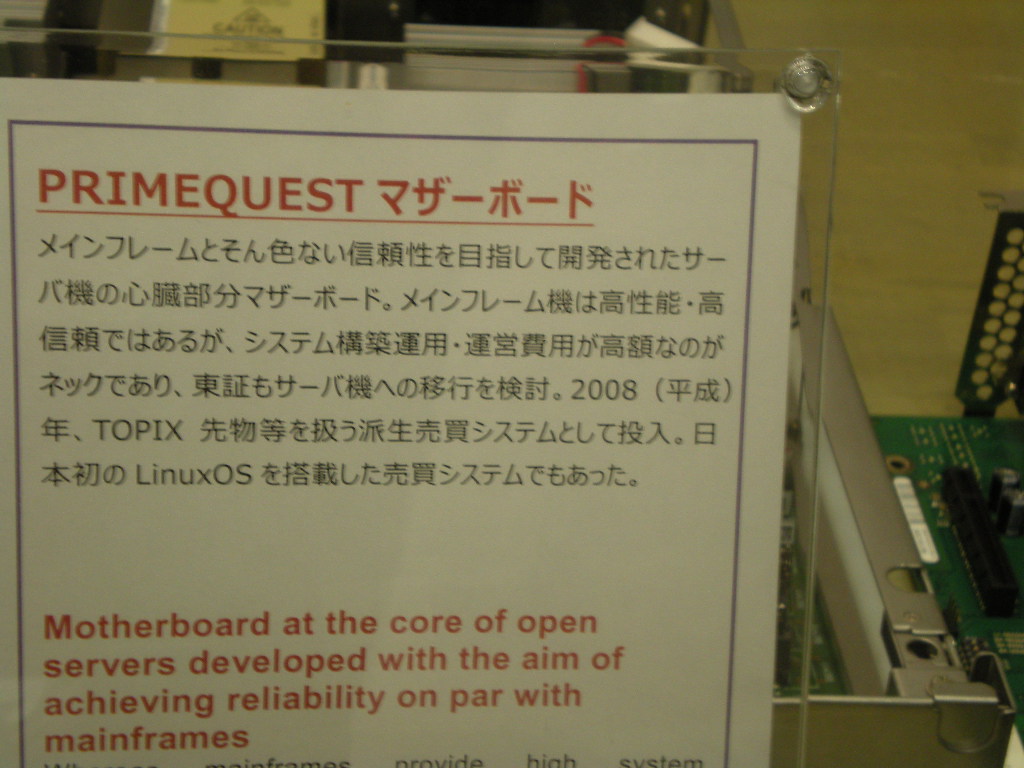 CAUTION
PRIMEQUEST マザーボード
メインフレームとそん色ない信頼性を目指して開発されたサー
バ機の心臓部分マザーボード。メインフレーム機は高性能・高
信頼ではあるが、システム構築運用・運営費用が高額なのが
ネックであり、東証もサーバ機への移行を検討。2008（平成）
年、TOPIX 先物等を扱う派生売買システムとして投入。日
本初の LinuxOS を搭載した売買システムでもあった。
Motherboard at the core of open
servers developed with the aim of
achieving reliability on par with
mainframes
Whereas mainframes provide high system